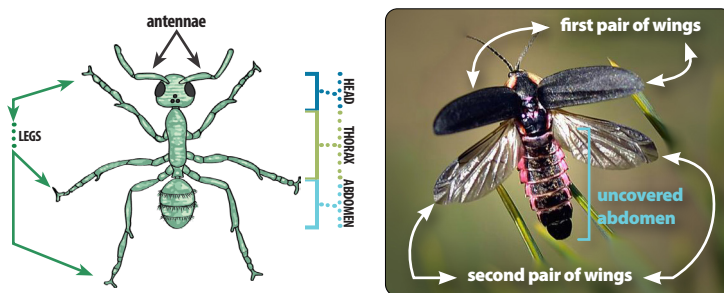 antennae
LEGS
HEAD
THORAX
ABDOMEN
first pair of wings
uncovered
abdomen
second pair of wings